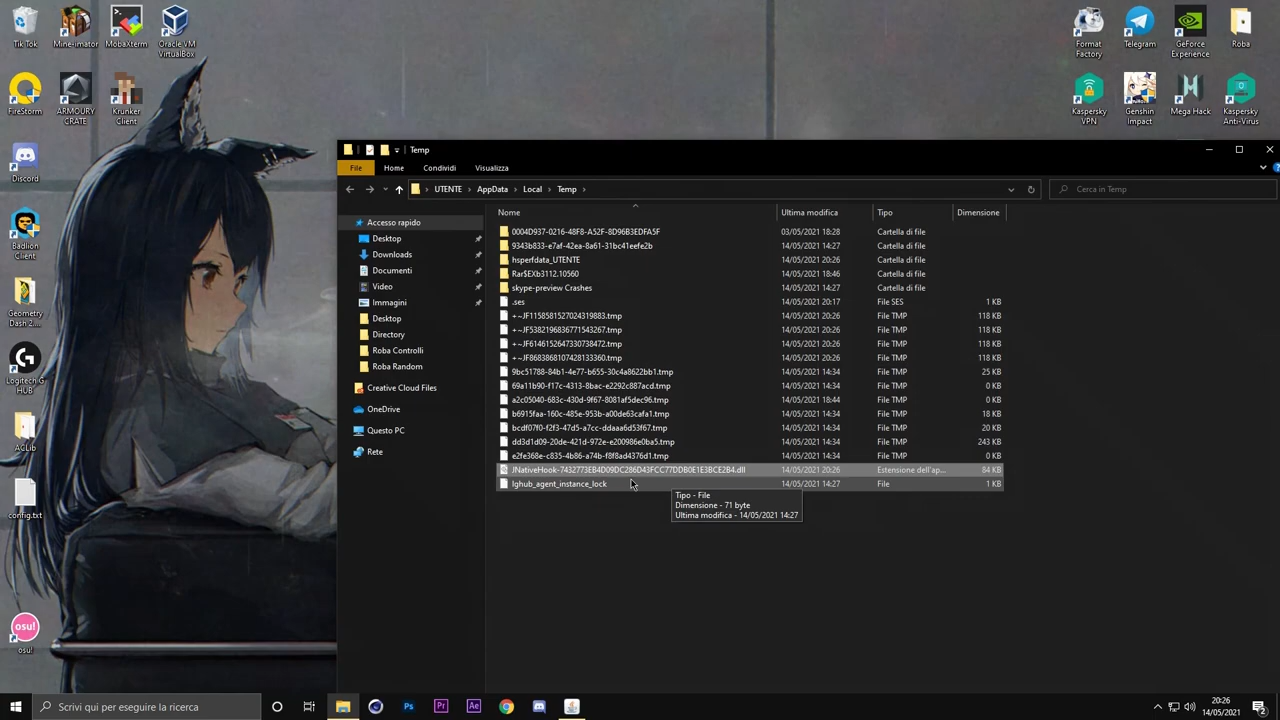 Tik Tok
Mine-imator
MobaXterm
Oracle VM
VirtualBox
Format
Factory
Telegram
GeForce
Experience
Roba
FireStorm
ARMOURY
CRATE
Krunker
Client
Kaspersky
VPN
Genshin
Impact
Mega Hack
Kaspersky
Anti-Virus
Discord
Badlion
Client
Geometry
Dash 2....
Logitech G
HUB
ACLib
config.txt
osu!
osu!
Temp
File
Home
Condividi
Visualizza
UTENTE
AppData
Local
Temp
Cerca in Temp
Accesso rapido
Desktop
Downloads
Documenti
Video
Immagini
Desktop
Directory
Roba Controlli
Roba Random
Creative Cloud Files
OneDrive
Questo PC
Rete
Nome Ultima modifica Tipo Dimensione
0004D937-0216-48F8-A52F-8D96B3EDFA5F 03/05/2021 18:28 Cartella di file
9343b833-e7af-42ea-8a61-31bc41eefe2b 14/05/2021 14:27 Cartella di file
hsperfdata_UTENTE 14/05/2021 20:26 Cartella di file
Rar$EXb3112.10560 14/05/2021 18:46 Cartella di file
skype-preview Crashes 14/05/2021 14:27 Cartella di file
.ses 14/05/2021 20:17 File SES 1 KB
+~JF1158581527024319883.tmp 14/05/2021 20:26 File TMP 118 KB
+~JF5382196836771543267.tmp 14/05/2021 20:26 File TMP 118 KB
+~JF6146152647330738472.tmp 14/05/2021 20:26 File TMP 118 KB
+~JF8683868107428133360.tmp 14/05/2021 20:26 File TMP 118 KB
9bc51788-84b1-4e77-b655-30c4a8622bb1.tmp 14/05/2021 14:34 File TMP 25 KB
69a11b90-f17c-4313-8bac-e2292c887acd.tmp 14/05/2021 14:34 File TMP 0 KB
a2c05040-683c-430d-9f67-8081af5dec96.tmp 14/05/2021 18:44 File TMP 0 KB
b6915faa-160c-485e-953b-a00de63cafa1.tmp 14/05/2021 14:34 File TMP 18 KB
bcdf07f0-f2f3-47d5-a7cc-ddaaa6d53f67.tmp 14/05/2021 14:34 File TMP 20 KB
dd3d1d09-20de-421d-972e-e200986e0ba5.tmp 14/05/2021 14:34 File TMP 243 KB
e2fe368e-c835-4b86-a74b-f8f8ad4376d1.tmp 14/05/2021 14:34 File TMP 0 KB
JNativeHook-7432773EB4D09DC286D43FCC77DDB0E1E3BCE2B4.dll 14/05/2021 20:26 Estensione dell'ap... 84 KB
lghub_agent_instance_lock 14/05/2021 14:27 File 1 KB
Tipo - File
Dimensione - 71 byte
Ultima modifica - 14/05/2021 14:27
Scrivi qui per eseguire la ricerca
Ps
Pr
Ae
20:26
14/05/2021
2